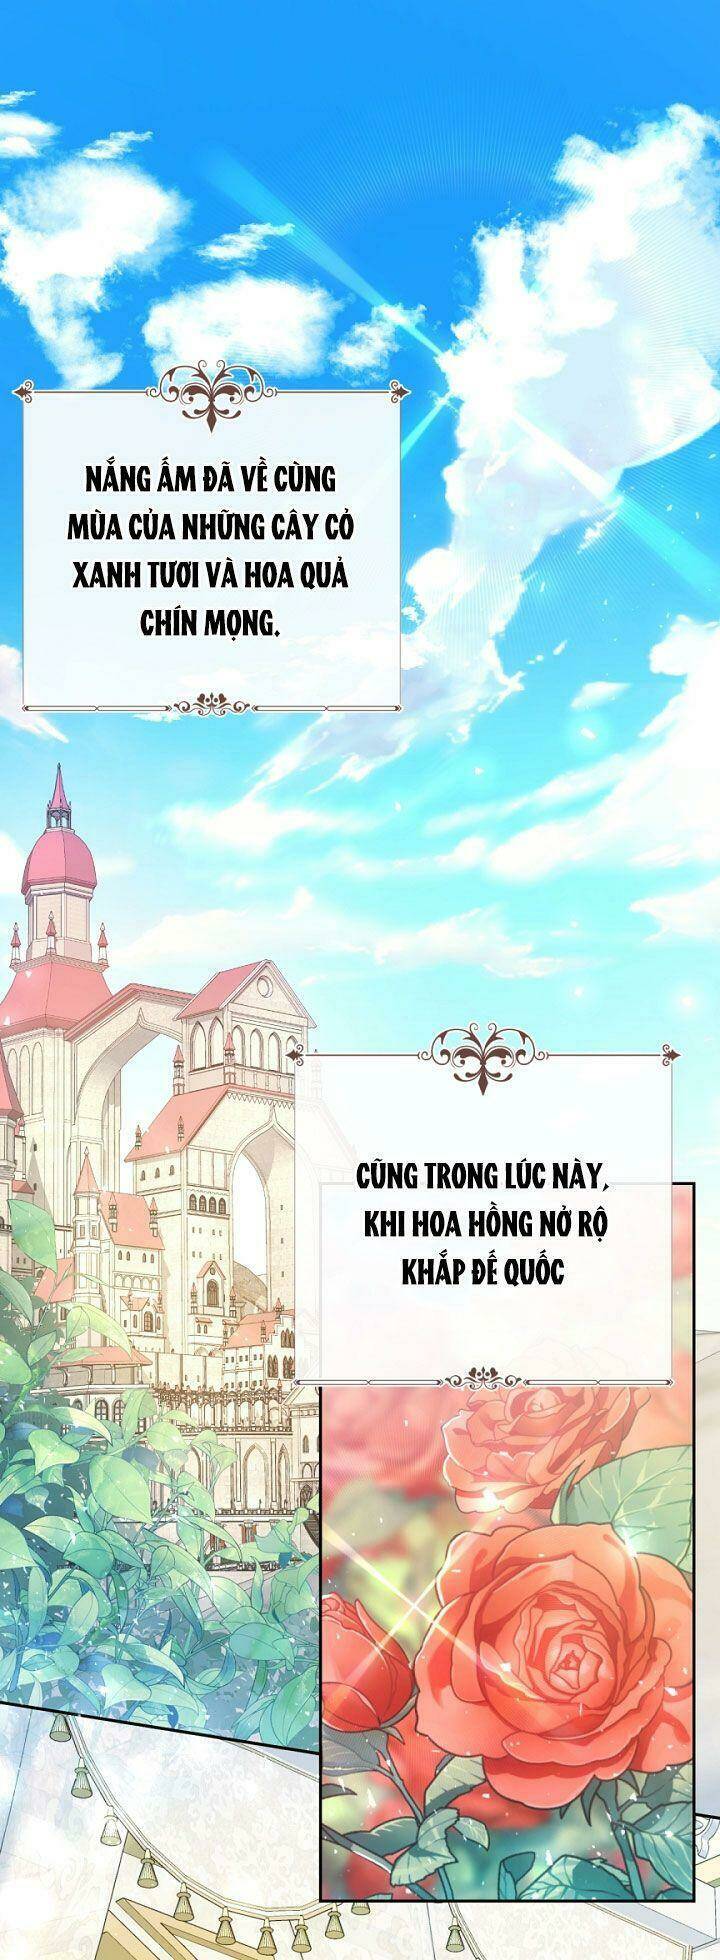 NẮNG ẤM ĐÃ VỀ CÙNG
MÙA CỦA NHỮNG CÂY CỎ
XANH TƯƠI VÀ HOA QUẢ
CHÍN MỌNG.
CŨNG TRONG LÚC NÀY,
KHI HOA HỒNG NỞ RỘ
KHẮP ĐẾ QUỐC